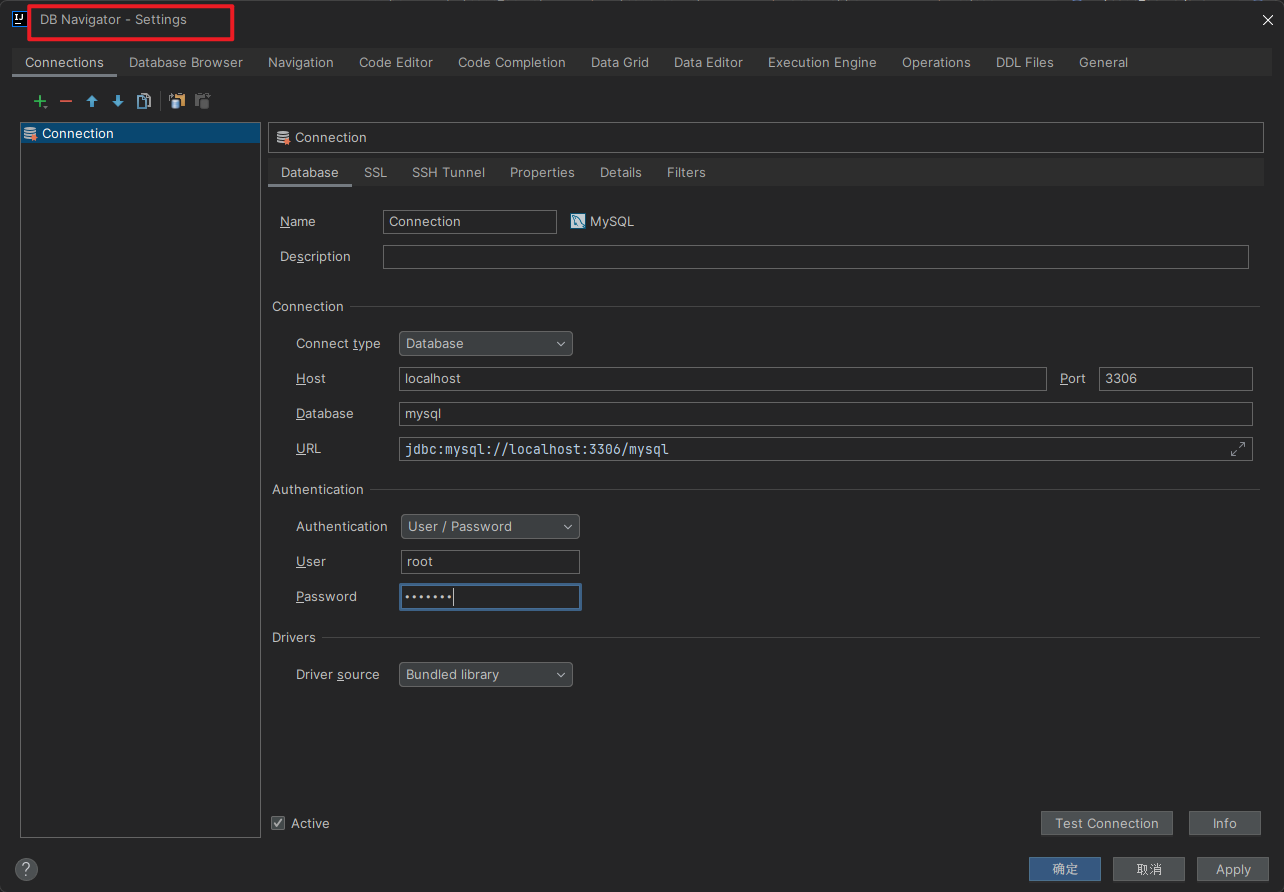 DB Navigator - Settings
Connections Database Browser Navigation Code Editor Code Completion Data Grid Data Editor Execution Engine Operations DDL Files General
Connection
Connection
Database SSL SSH Tunnel Properties Details Filters
Name Connection MySQL
Description
Connection
Connect type Database
Host localhost Port 3306
Database mysql
URL jdbc:mysql://localhost:3306/mysql
Authentication
Authentication User / Password
User root
Password •••••••
Drivers
Driver source Bundled library
Active Test Connection Info
? 确定 取消 Apply